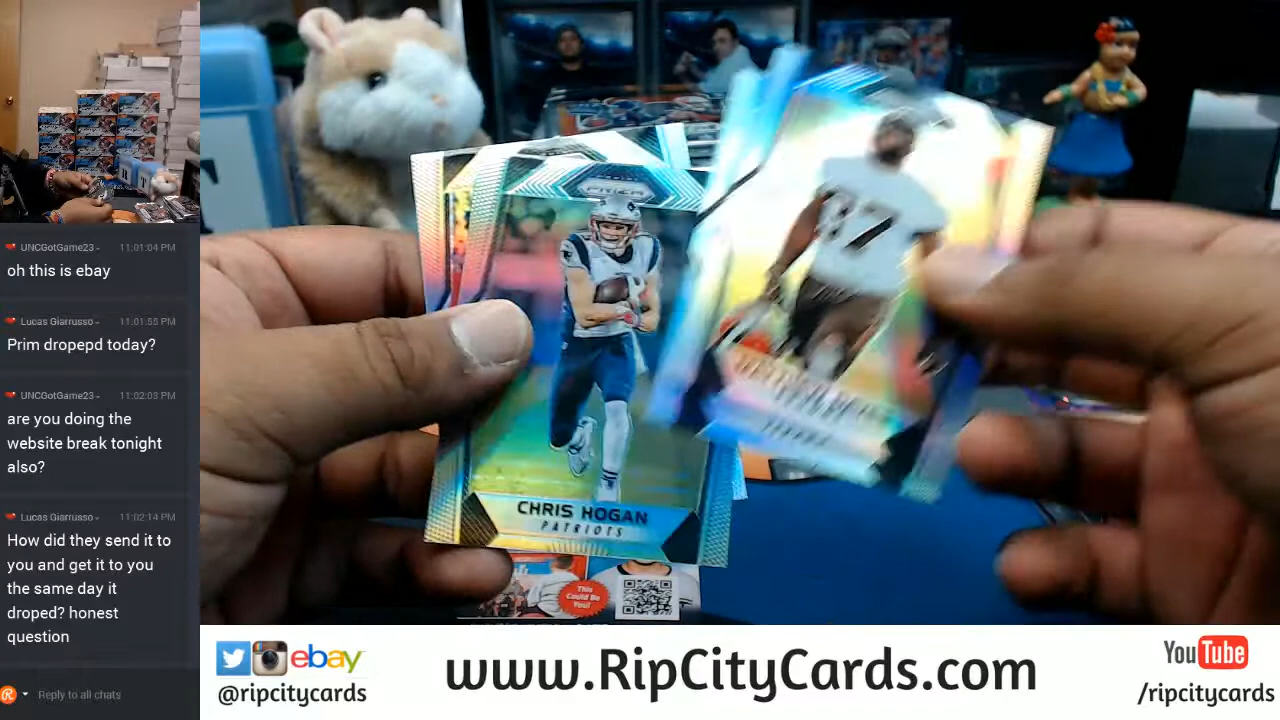 UNCGotGame23 11:01:04 PM
oh this is ebay
Lucas Giarrusso 11:01:55 PM
Prim dropepd today?
UNCGotGame23 11:02:03 PM
are you doing the
website break tonight
also?
Lucas Giarrusso 11:02:14 PM
How did they send it to
you and get it to you
the same day it
droped? honest
question
Reply to all chats
PRIZM
CHRIS HOGAN
PATRIOTS
97
This
Could Be
You!
ebay
@ripcitycards
www.RipCityCards.com
YouTube
/ripcitycards